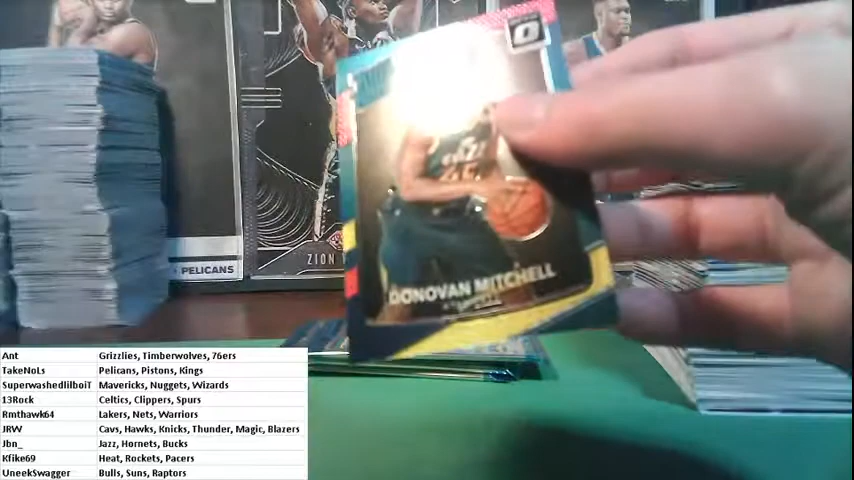 PELICANS
ZION
DONOVAN MITCHELL
Ant Grizzlies, Timberwolves, 76ers
TakeNoLs Pelicans, Pistons, Kings
SuperwashedlilboiT Mavericks, Nuggets, Wizards
13Rock Celtics, Clippers, Spurs
Rmthawk64 Lakers, Nets, Warriors
JRW Cavs, Hawks, Knicks, Thunder, Magic, Blazers
Jbn_ Jazz, Hornets, Bucks
Kfike69 Heat, Rockets, Pacers
UneekSwagger Bulls, Suns, Raptors